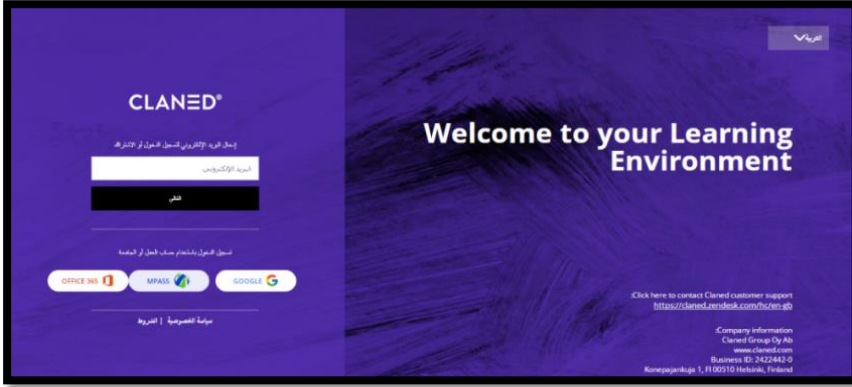 العربية
CLANED®
إدخال البريد الإلكتروني لتسجيل الدخول أو الاشتراك
البريد الإلكتروني
التالي
تسجيل الدخول باستخدام حساب العمل أو الجامعة
OFFICE 365
MPASS
GOOGLE
سياسة الخصوصية | الشروط
Welcome to your Learning
Environment
:Click here to contact Claned customer support
https://claned.zendesk.com/hc/en-gb
:Company information
Claned Group Oy Ab
www.claned.com
Business ID: 2422442-0
Konepajankuja 1, FI 00510 Helsinki, Finland